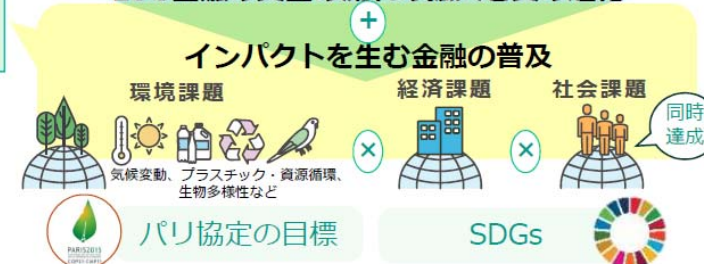 +
インパクトを生む金融の普及
環境課題
経済課題
社会課題
同時
達成
×
×
気候変動、プラスチック・資源循環、
生物多様性など
パリ協定の目標
SDGs
PARIS2015
COP21·CMP11